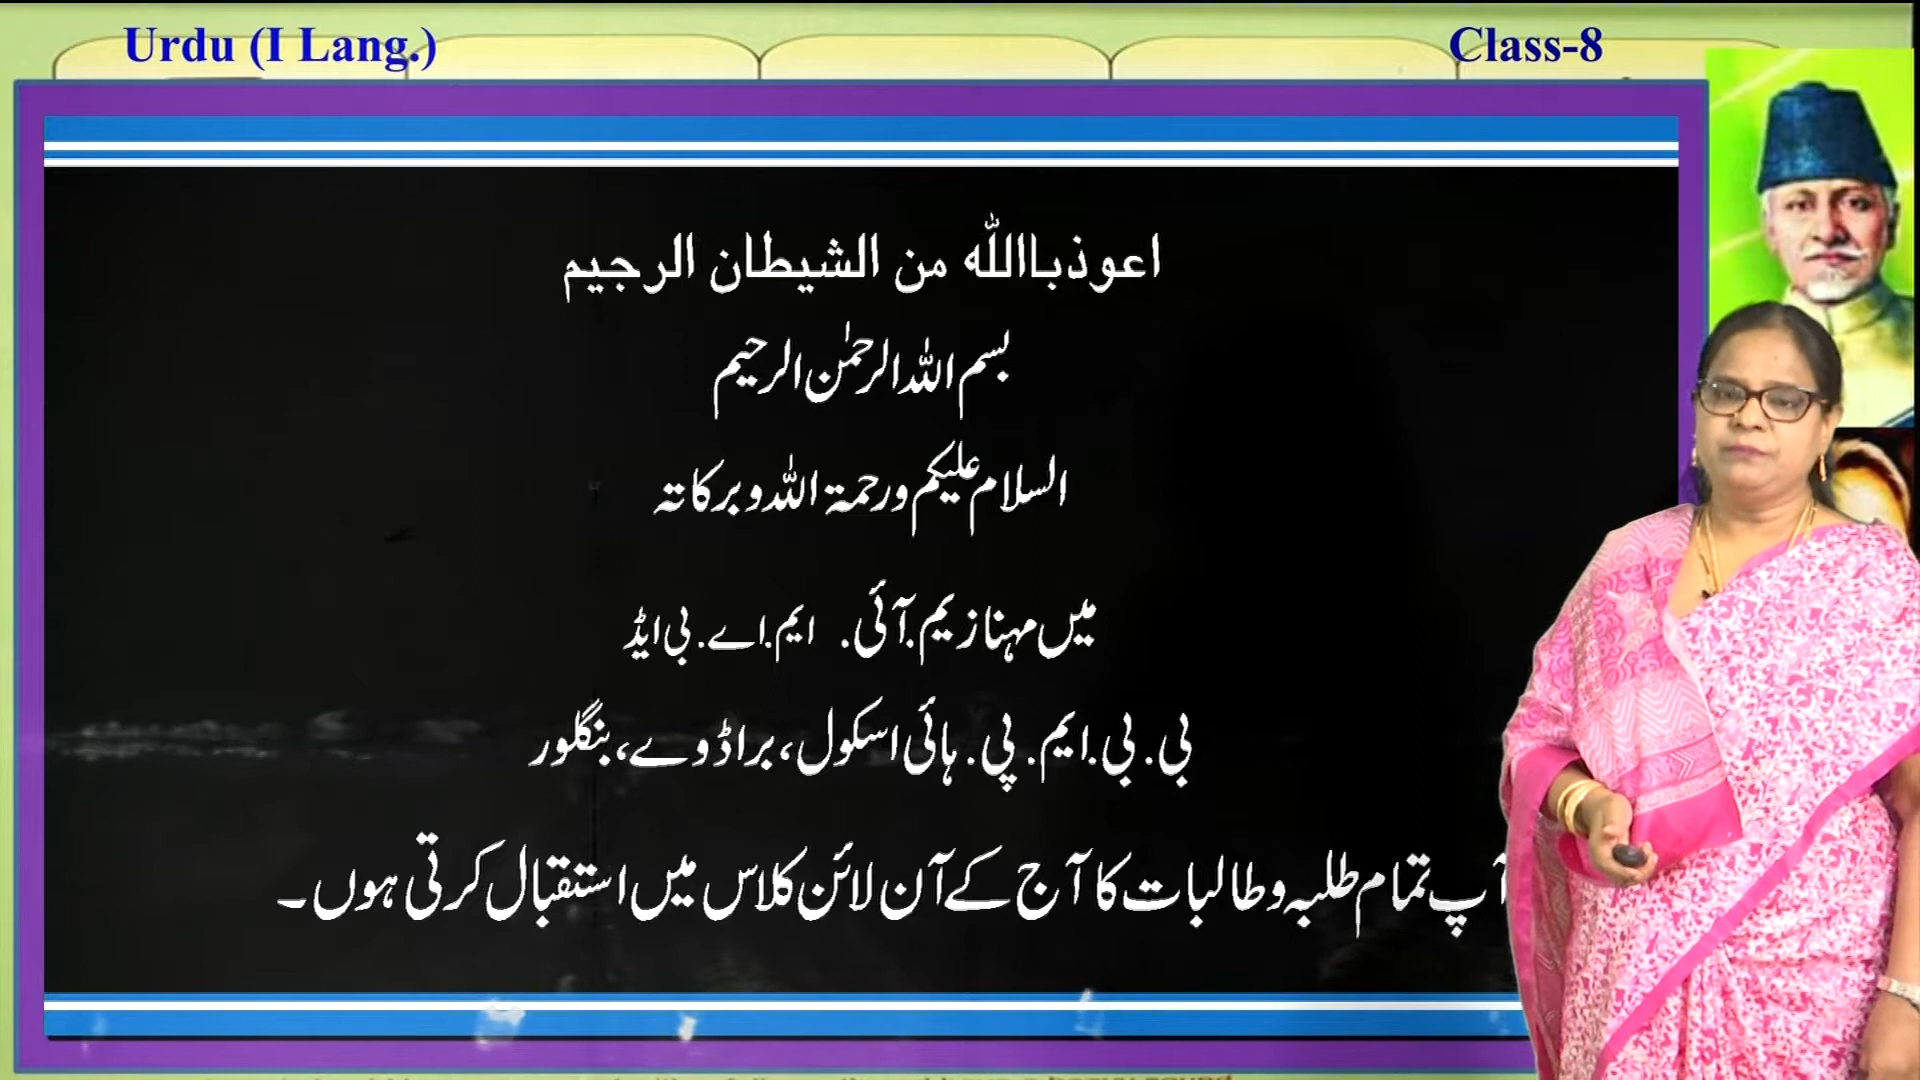 Urdu (I Lang.)
Class-8
اعوذباالله من الشیطان الرجیم
بسم اللہ الرحمٰن الرحیم
السلام علیکم ورحمۃ اللہ وبرکاتہ
میں مہناز یم.آئی. ایم.اے.بی ایڈ
بی.بی.ایم.پی.ہائی اسکول، براڈوے، بنگلور
آپ تمام طلبہ وطالبات کا آج کے آن لائن کلاس میں استقبال کرتی ہوں۔